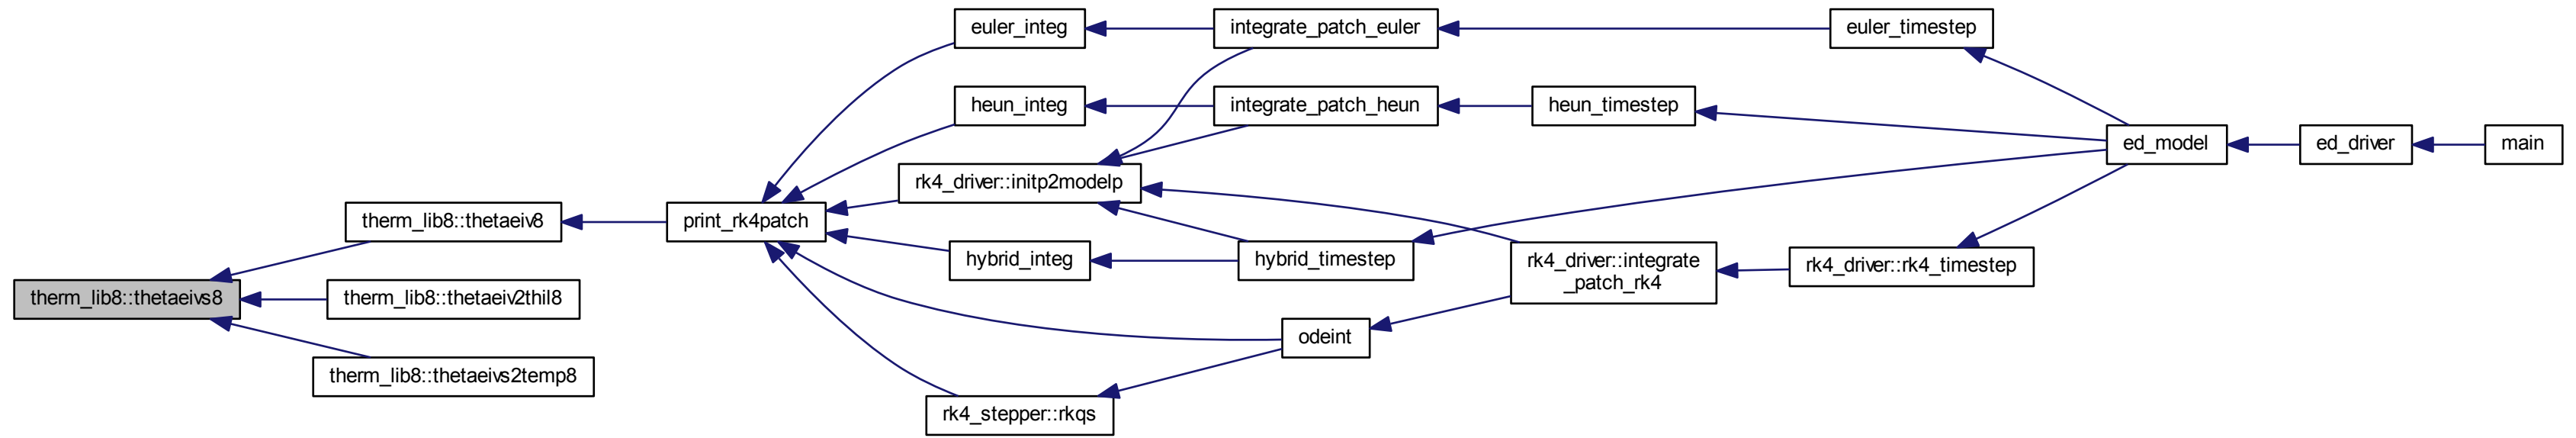 therm_lib8::thetaeivs8
therm_lib8::thetaeiv8
therm_lib8::thetaeiv2thil8
therm_lib8::thetaeivs2temp8
print_rk4patch
euler_integ
heun_integ
rk4_driver::initp2modelp
hybrid_integ
rk4_stepper::rkqs
integrate_patch_euler
integrate_patch_heun
hybrid_timestep
odeint
heun_timestep
rk4_driver::integrate
_patch_rk4
euler_timestep
rk4_driver::rk4_timestep
ed_model
ed_driver
main